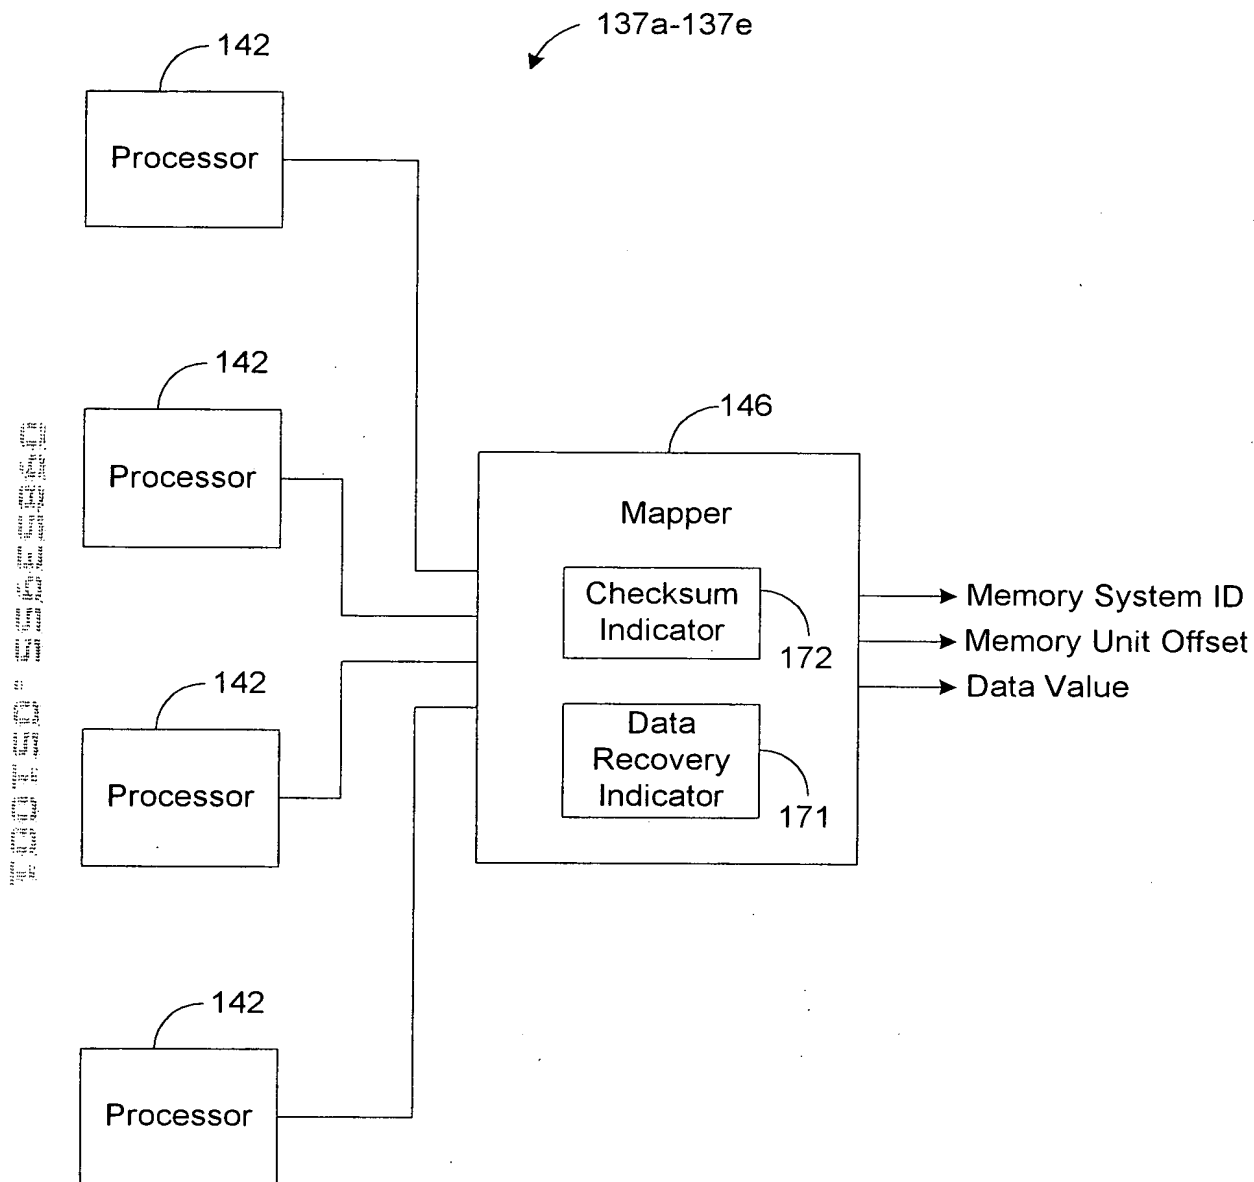 137a-137e
142
Processor
142
Processor
146
Mapper
Checksum
Indicator
172
Memory System ID
Memory Unit Offset
Data Value
142
Processor
Data
Recovery
Indicator
171
142
Processor